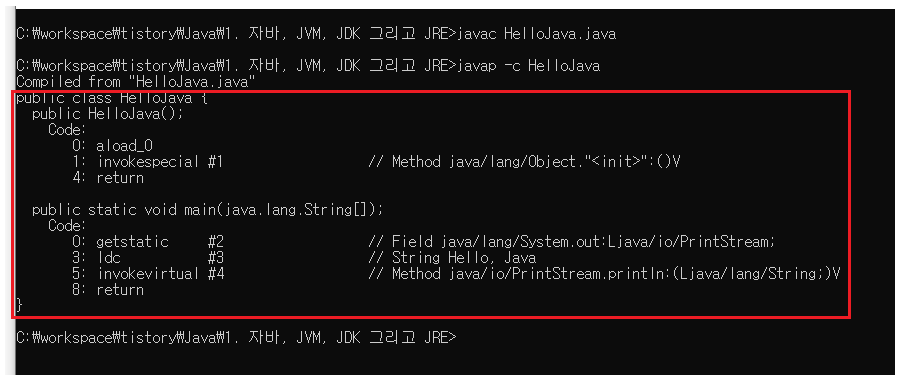 C:₩workspace₩tistory₩Java₩1. 자바, JVM, JDK 그리고 JRE>javac HelloJava.java
C:₩workspace₩tistory₩Java₩1. 자바, JVM, JDK 그리고 JRE>javap -c HelloJava
Compiled from "HelloJava.java"
public class HelloJava {
public HelloJava();
Code:
0: aload_0
1: invokespecial #1 // Method java/lang/Object."<init>":()V
4: return
public static void main(java.lang.String[]);
Code:
0: getstatic #2 // Field java/lang/System.out:Ljava/io/PrintStream;
3: ldc #3 // String Hello, Java
5: invokevirtual #4 // Method java/io/PrintStream.println:(Ljava/lang/String;)V
8: return
}
C:₩workspace₩tistory₩Java₩1. 자바, JVM, JDK 그리고 JRE>